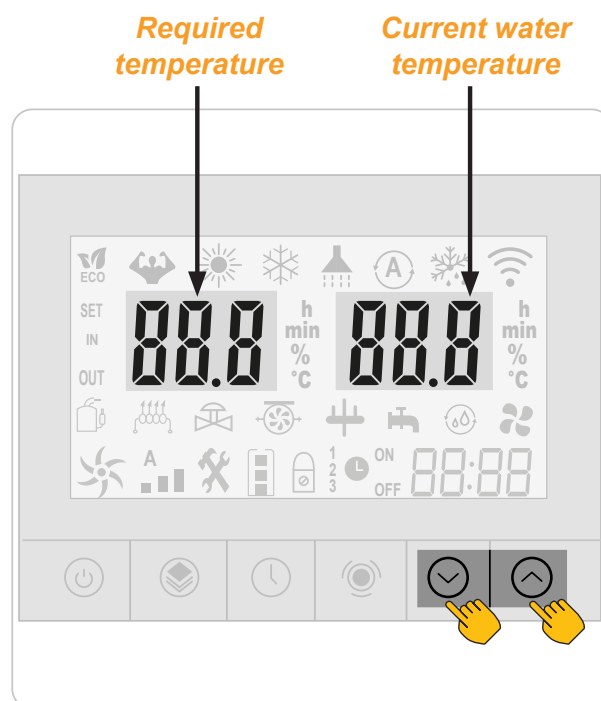 Required
temperature
Current water
temperature
ECO
A
SET
IN
OUT
88.8
h
min
%
°C
88.8
h
min
%
°C
A
1
2
3
ON
OFF
88:88